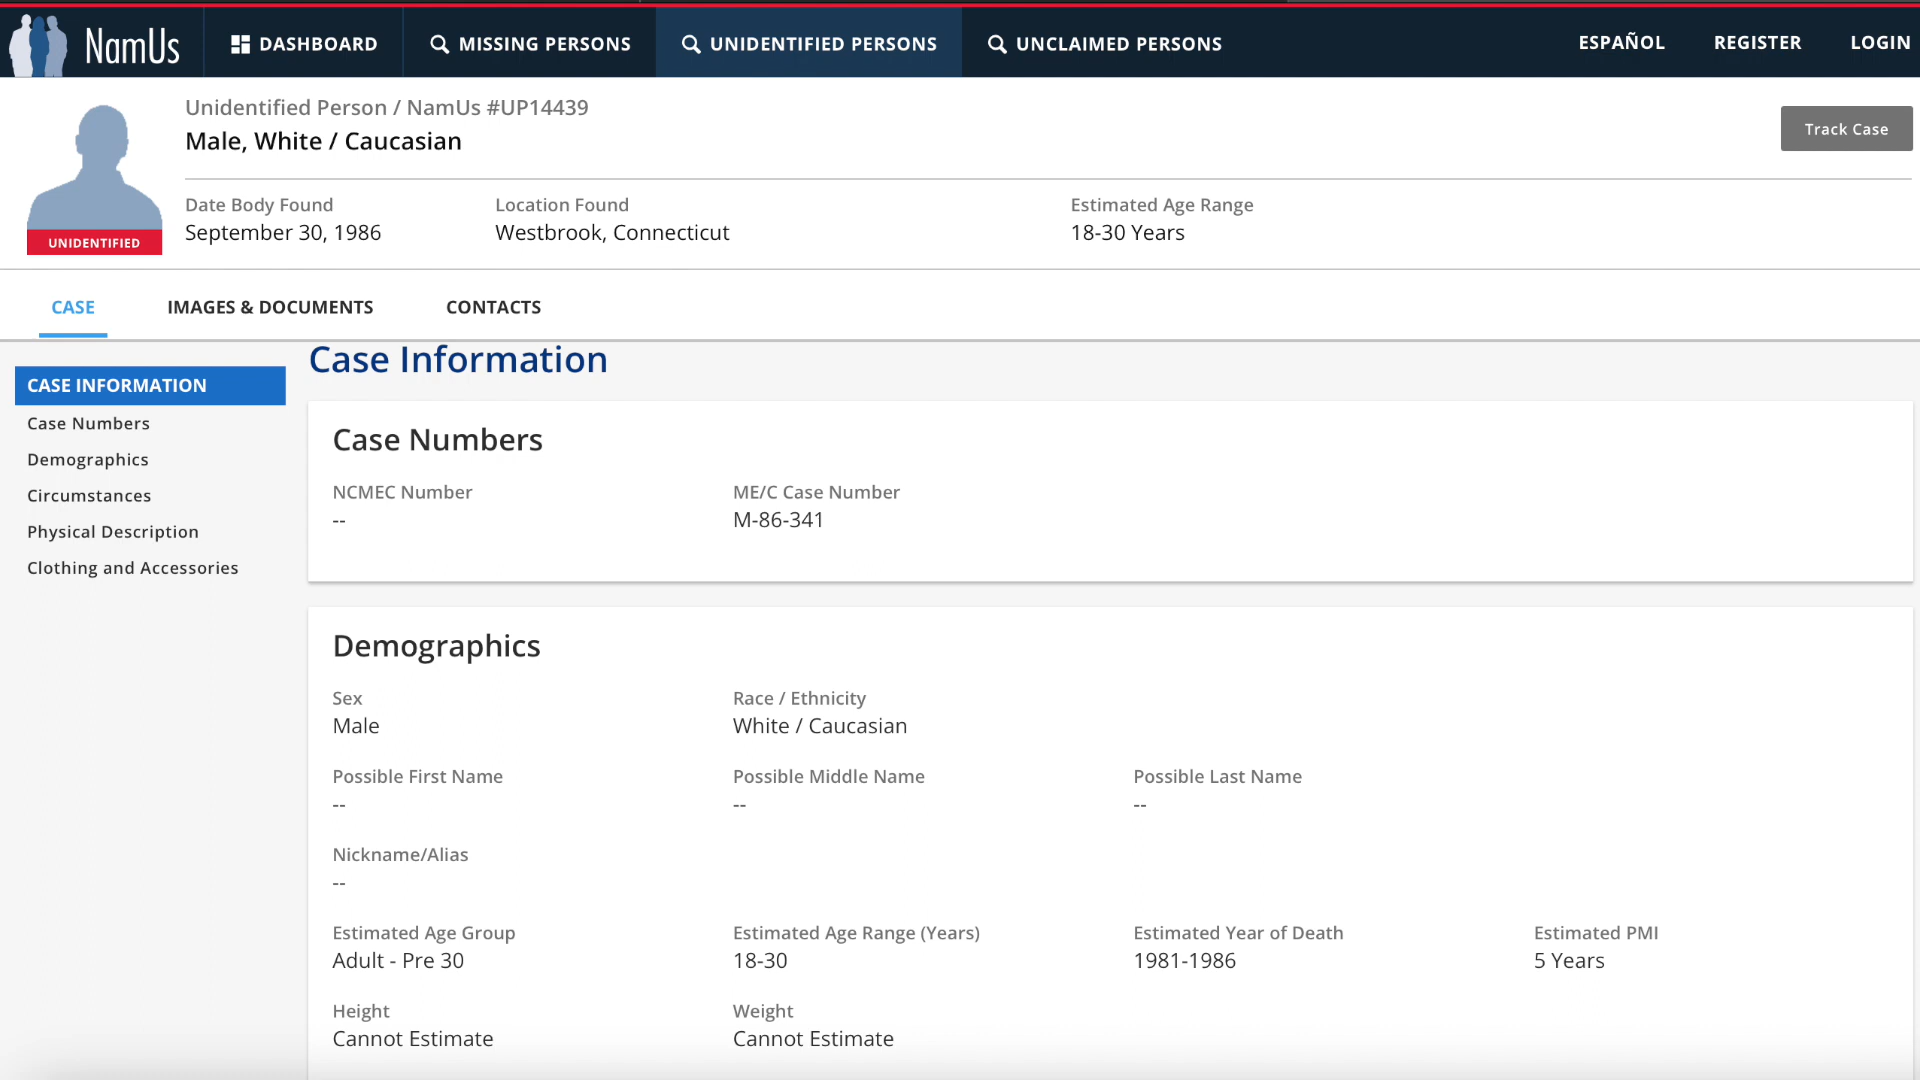 NamUs DASHBOARD MISSING PERSONS UNIDENTIFIED PERSONS UNCLAIMED PERSONS ESPAÑOL REGISTER LOGIN
Unidentified Person / NamUs #UP14439
Male, White / Caucasian
Track Case
UNIDENTIFIED
Date Body Found Location Found Estimated Age Range
September 30, 1986 Westbrook, Connecticut 18-30 Years
CASE IMAGES & DOCUMENTS CONTACTS
CASE INFORMATION
Case Numbers
Demographics
Circumstances
Physical Description
Clothing and Accessories
Case Information
Case Numbers
NCMEC Number ME/C Case Number
-- M-86-341
Demographics
Sex Race / Ethnicity
Male White / Caucasian
Possible First Name Possible Middle Name Possible Last Name
-- -- --
Nickname/Alias
--
Estimated Age Group Estimated Age Range (Years) Estimated Year of Death Estimated PMI
Adult - Pre 30 18-30 1981-1986 5 Years
Height Weight
Cannot Estimate Cannot Estimate